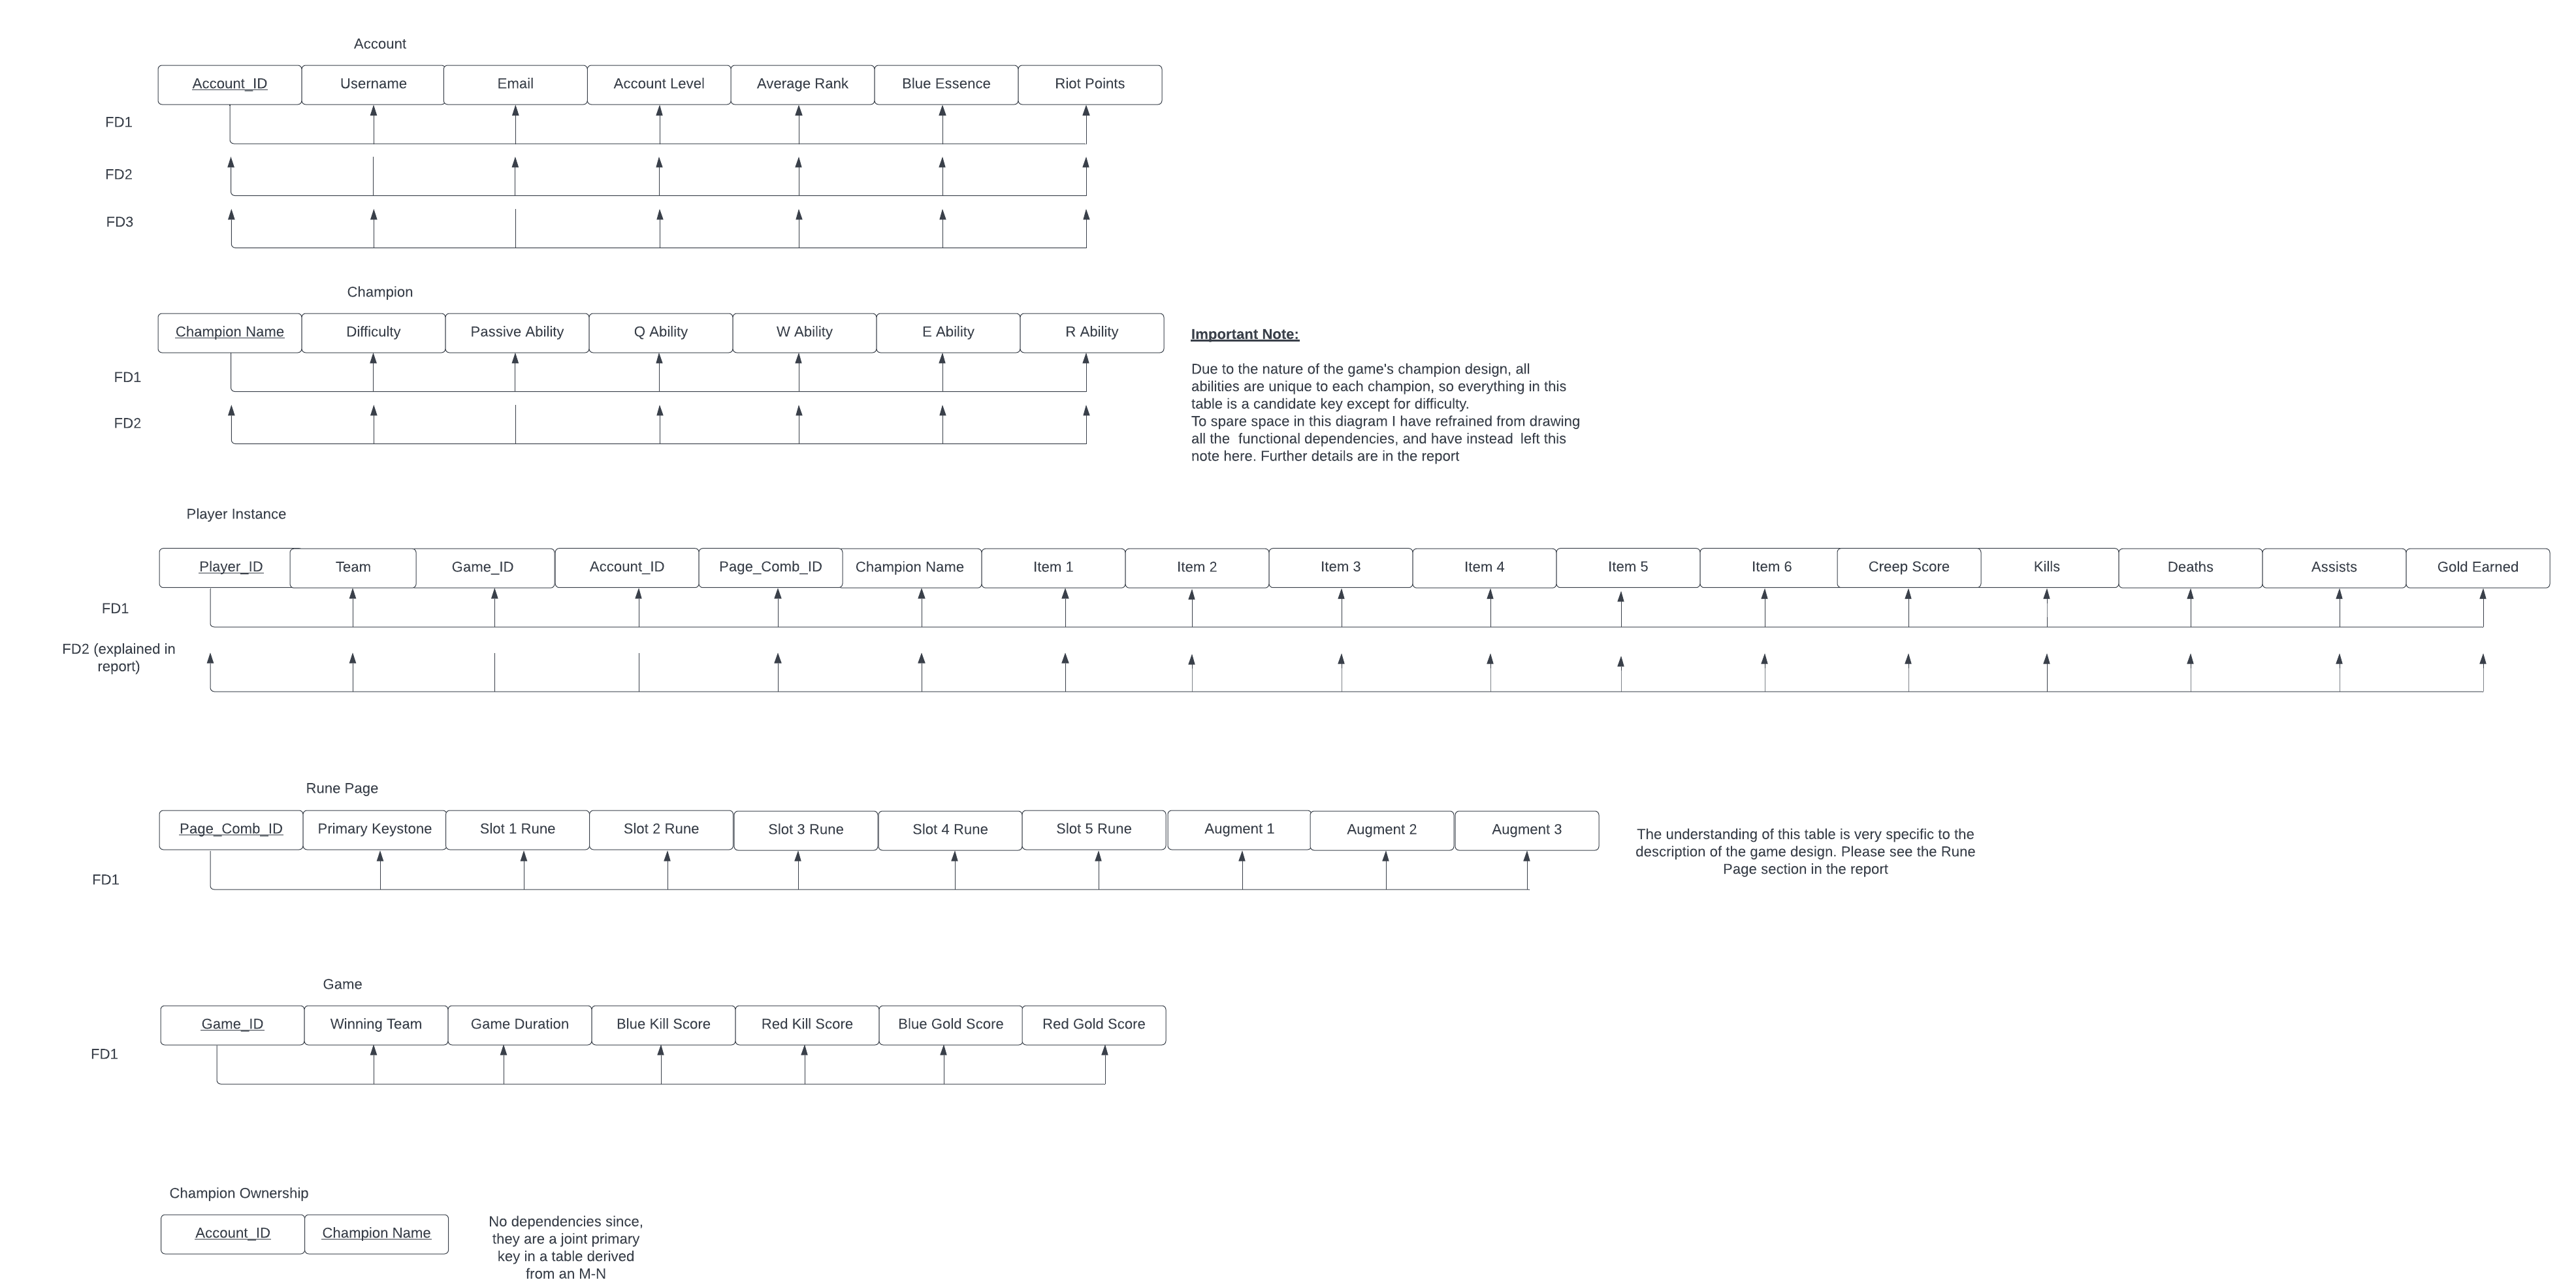 Account
Account_ID Username Email Account Level Average Rank Blue Essence Riot Points
FD1
FD2
FD3
Champion
Champion Name Difficulty Passive Ability Q Ability W Ability E Ability R Ability
FD1
FD2
Important Note:
Due to the nature of the game's champion design, all
abilities are unique to each champion, so everything in this
table is a candidate key except for difficulty.
To spare space in this diagram I have refrained from drawing
all the functional dependencies, and have instead left this
note here. Further details are in the report
Player Instance
Player_ID Team Game_ID Account_ID Page_Comb_ID Champion Name Item 1 Item 2 Item 3 Item 4 Item 5 Item 6 Creep Score Kills Deaths Assists Gold Earned
FD1
FD2 (explained in
report)
Rune Page
Page_Comb_ID Primary Keystone Slot 1 Rune Slot 2 Rune Slot 3 Rune Slot 4 Rune Slot 5 Rune Augment 1 Augment 2 Augment 3
FD1
The understanding of this table is very specific to the
description of the game design. Please see the Rune
Page section in the report
Game
Game_ID Winning Team Game Duration Blue Kill Score Red Kill Score Blue Gold Score Red Gold Score
FD1
Champion Ownership
Account_ID Champion Name
No dependencies since,
they are a joint primary
key in a table derived
from an M-N